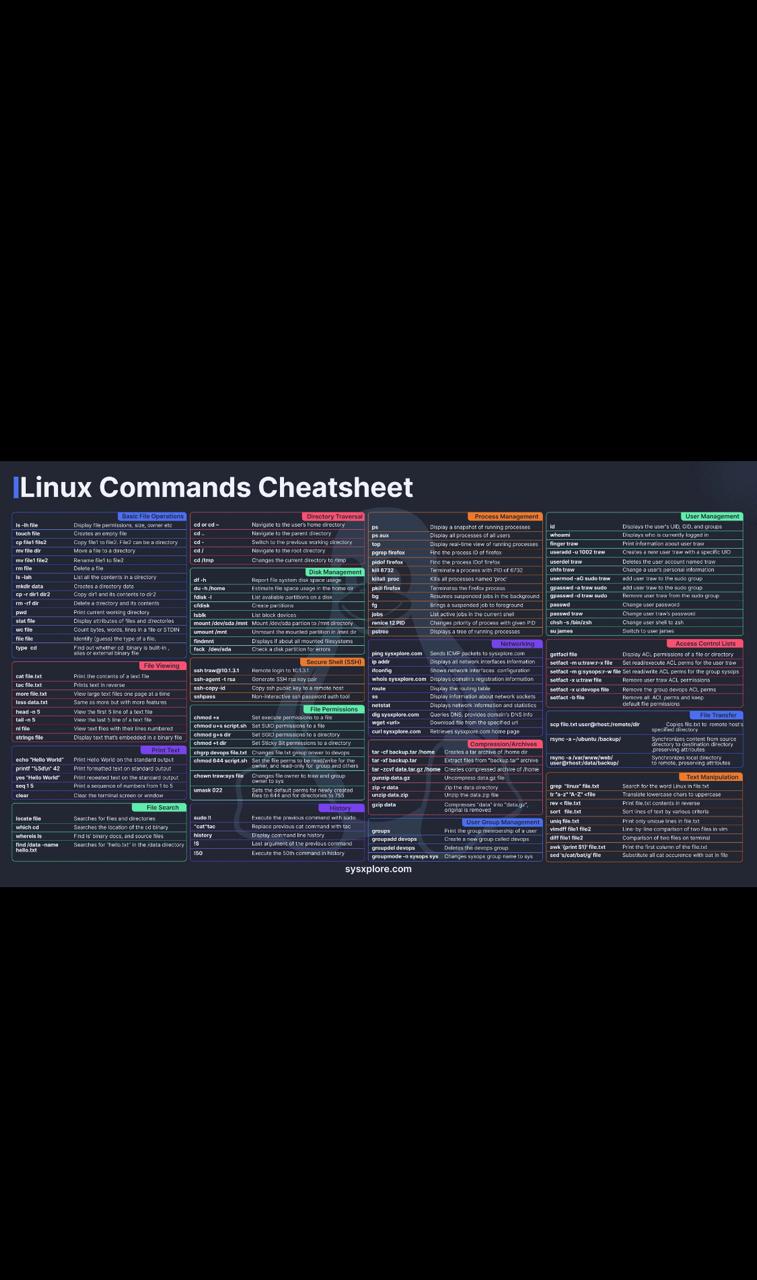 Linux Commands Cheatsheet
Basic File Operations
ls -lh file Display file permissions, size, owner etc
touch file Creates an empty file
cp file1 fils2 Copy file1 to file2. File2 can be a directory
mv file dir Move a file to a directory
mv file1 file2 Rename file1 to file2
rm file Delete a file
ls -lah List all the contents in a directory
mkdir data Creates a directory data
cp -r dir1 dir2 Copy dir1 and its contents to dir2
rm -rf dir Delete a directory and its contents
pwd Print current working directory
stat file Display attributes of files and directories
wc file Count bytes, words, lines in a file or STDIN
file file Identify (guess) the type of a file,
type cd Find out whether cd binary is built-in ,
alias or external binary file
File Viewing
cat file.txt Print the contents of a text file
tac file.txt Prints text in reverse
more file.txt View large text files one page at a time
less data.txt Same as more but with more features
head -n 5 View the first 5 line of a text file
tail -n 5 View the last 5 line of a text file
nl file View text files with their lines numbered
strings file Display text that's embedded in a binary file
Print Text
echo "Hello World" Print Hello World on the standard output
printf "%5d\n" 42 Print formatted text on standard output
yes "Hello World" Print repeated text on the standard output
seq 1 5 Print a sequence of numbers from 1 to 5
clear Clear the terminal screen or window
File Search
locate file Searches for files and directories
which cd Searches the location of the cd binary
whereis ls Find ls' binary, docs, and source files
find /data -name Searches for "hello.txt" in the /data directory
hello.txt
Directory Traversal
cd or cd ~ Navigate to the user's home directory
cd .. Navigate to the parent directory
cd - Switch to the previous working directory
cd / Navigate to the root directory
cd /tmp Changes the current directory to /tmp
Disk Management
df -h Report file system disk space usage
du -h /home Estimate file space usage in the home dir
fdisk -l List available partitions on a disk
cfdisk Create partitions
lsblk List block devices
mount /dev/sda /mnt Mount /dev/sda partion to /mnt directory
umount /mnt Unmount the mounted partition in /mnt dir
findmnt Displays if about all mounted filesystems
fsck /dev/sda Check a disk partition for errors
Secure Shell (SSH)
ssh traw@10.1.3.1 Remote login to 10.1.3.1
ssh-agent -t rsa Generate SSH rsa key pair
ssh-copy-id Copy ssh public key to a remote host
sshpass Non-interactive ssh password auth tool
File Permissions
chmod +x Set execute permissions to a file
chmod u+s script.sh Set SUID permissions to a file
chmod g+s dir Set SGID permissions to a directory
chmod +t dir Set Sticky Bit permissions to a directory
chgrp devops file.txt Changes file.txt group owner to devops
chmod 644 script.sh Set the file perms to be read/write for the
owner, and read-only for group and others
chown traw:sys file Changes file owner to traw and group
owner to sys
umask 022 Sets the default perms for newly created
files to 644 and for directories to 755
History
sudo !! Execute the previous command with sudo
^cat^tac Replace previous cat command with tac
history Display command line history
!$ Last argument of the previous command
!50 Execute the 50th command in history
Process Management
ps Display a snapshot of running processes
ps aux Display all processes of all users
top Display real-time view of running processes
pgrep firefox Find the process ID of firefox
pidof firefox Find the process IDof firefox
kill 6732 Terminate a process with PID of 6732
killall proc Kills all processes named 'proc'
pkill firefox Terminates the firefox process
bg Resumes suspended jobs in the background
fg Brings a suspended job to foreground
jobs List active jobs in the current shell
renice 12 PID Changes priority of process with given PID
pstree Displays a tree of running processes
Networking
ping sysxplore.com Sends ICMP packets to sysxplore.com
ip addr Displays all network interfaces information
ifconfig Shows network interfaces configuration
whois sysxplore.com Displays domain's registration information
route Display the routing table
ss Display information about network sockets
netstat Displays network information and statistics
dig sysxplore.com Queries DNS, provides domain's DNS info
wget <url> Download file from the specified url
curl sysxplore.com Retrieves sysxplore.com home page
Compression/Archives
tar -cf backup.tar /home Creates a tar archive of /home dir
tar -xf backup.tar Extract files from "backup.tar" archive
tar -zcvf data.tar.gz /home Creates compressed archive of /home
gunzip data.gz Uncompress data.gz file
zip -r data Zip the data directory
unzip data.zip Unzip the data.zip file
gzip data Compresses "data" into "data.gz",
original is removed
User Group Management
groups Print the group membership of a user
groupadd devops Create a new group called devops
groupdel devops Deletes the devops group
groupmode -n sysops sys Changes sysops group name to sys
User Management
id Displays the user's UID, GID, and groups
whoami Displays who is currently logged in
finger traw Print information about user traw
useradd -u 1002 traw Creates a new user traw with a specific UID
userdel traw Deletes the user account named traw
chfn traw Change a user's personal information
usermod -aG sudo traw add user traw to the sudo group
gpasswd -a traw sudo add user traw to the sudo group
gpasswd -d traw sudo Remove user traw from the sudo group
passwd Change user password
passwd traw Change user traw's password
chsh -s /bin/zsh Change user shell to zsh
su james Switch to user james
Access Control Lists
getfacl file Display ACL permissions of a file or directory
setfacl -m u:traw:r-x file Set read/execute ACL perms for the user traw
setfacl -m g:sysops:r-w file Set read/write ACL perms for the group sysops
setfacl -x u:traw file Remove user traw ACL permissions
setfacl -x u:devops file Remove the group devops ACL perms
setfacl -b file Remove all ACL perms and keep
default file permissions
File Transfer
scp file.txt user@host:/remote/dir Copies file.txt to remote host's
specified directory
rsync -a ~/ubuntu /backup/ Synchronizes content from source
directory to destination directory
,preserving attributes
rsync -a /var/www/web/ Synchronizes local directory
user@host:/data/backup/ to remote, preserving attributes
Text Manipulation
grep "linux" file.txt Search for the word Linux in file.txt
tr "a-z" "A-Z" <file Translate lowercase chars to uppercase
rev < file.txt Print file.txt contents in reverse
sort file.txt Sort lines of text by various criteria
uniq file.txt Print only unique lines in file.txt
vimdiff file1 file2 Line-by-line comparison of two files in vim
diff file1 file2 Comparison of two files on terminal
awk '{print $1}' file.txt Print the first column of the file.txt
sed 's/cat/bat/g' file Substitute all cat occurence with bat in file
sysxplore.com